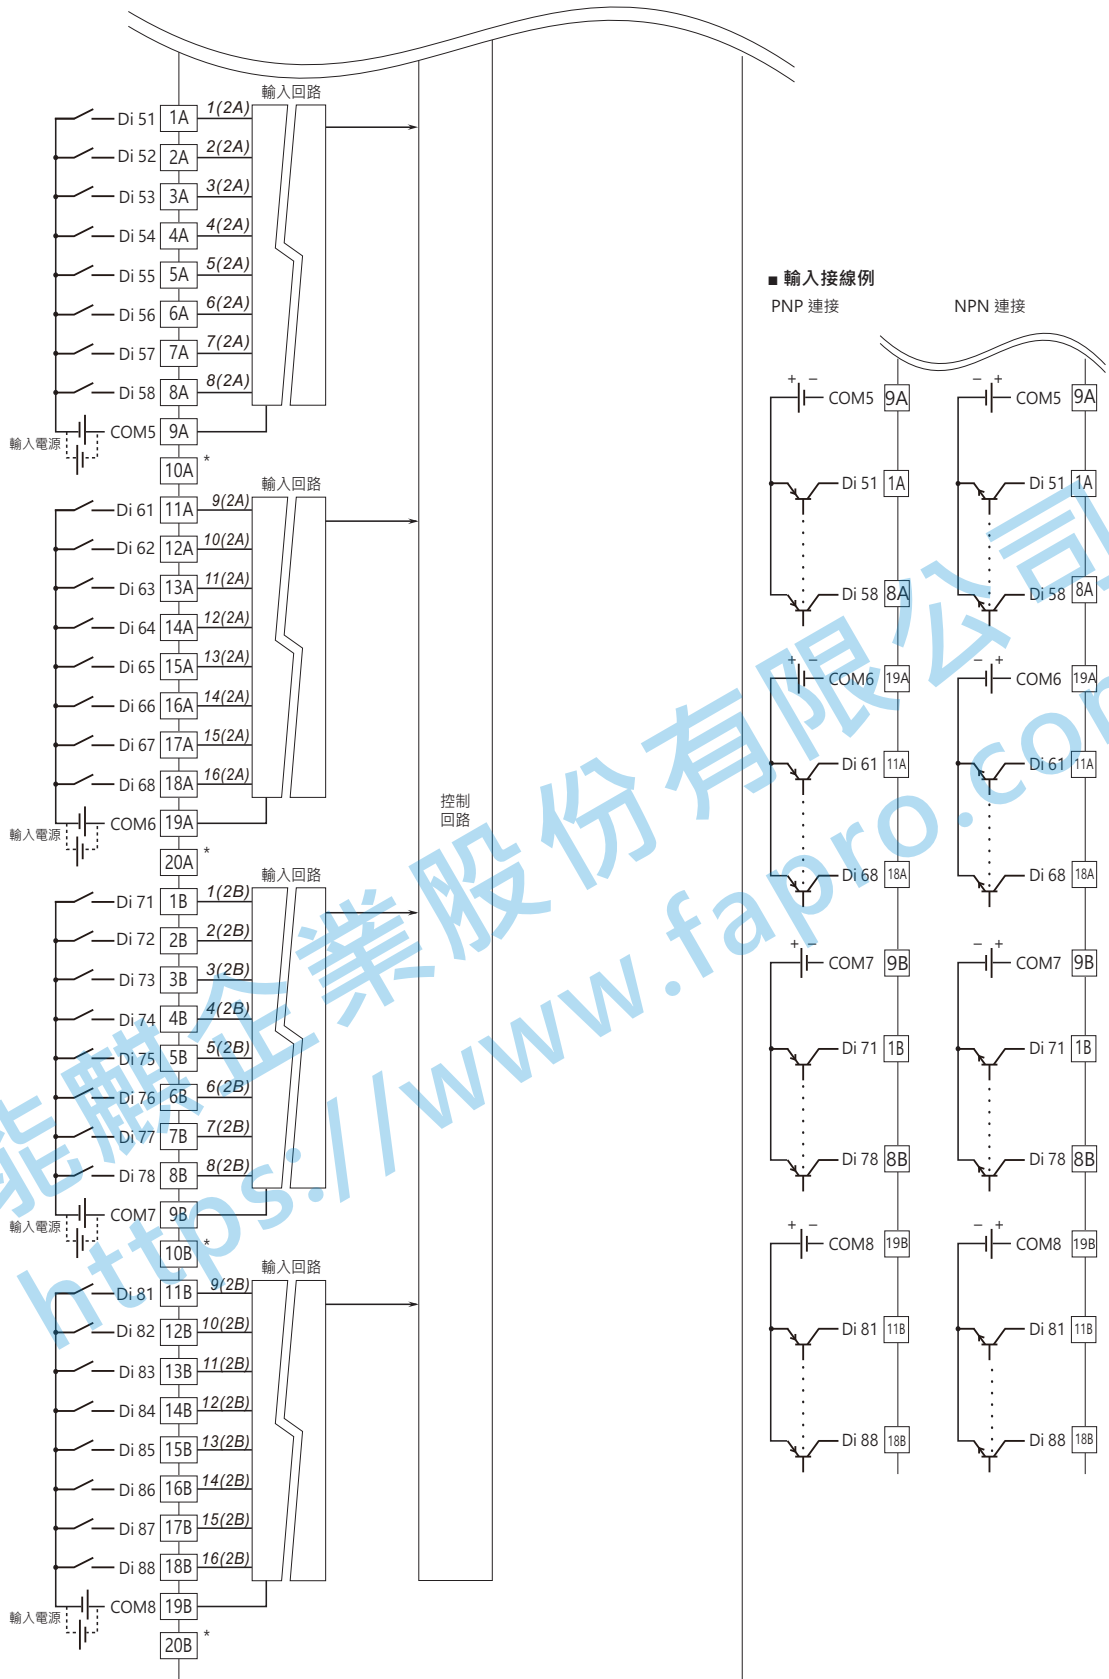 輸入回路
Di 51 1A 1(2A)
Di 52 2A 2(2A)
Di 53 3A 3(2A)
Di 54 4A 4(2A)
Di 55 5A 5(2A)
Di 56 6A 6(2A)
Di 57 7A 7(2A)
Di 58 8A 8(2A)
輸入電源 COM5 9A
10A *
輸入回路
Di 61 11A 9(2A)
Di 62 12A 10(2A)
Di 63 13A 11(2A)
Di 64 14A 12(2A)
Di 65 15A 13(2A)
Di 66 16A 14(2A)
Di 67 17A 15(2A)
Di 68 18A 16(2A)
輸入電源 COM6 19A
20A *
輸入回路
Di 71 1B 1(2B)
Di 72 2B 2(2B)
Di 73 3B 3(2B)
Di 74 4B 4(2B)
Di 75 5B 5(2B)
Di 76 6B 6(2B)
Di 77 7B 7(2B)
Di 78 8B 8(2B)
輸入電源 COM7 9B
10B *
輸入回路
Di 81 11B 9(2B)
Di 82 12B 10(2B)
Di 83 13B 11(2B)
Di 84 14B 12(2B)
Di 85 15B 13(2B)
Di 86 16B 14(2B)
Di 87 17B 15(2B)
Di 88 18B 16(2B)
輸入電源 COM8 19B
20B *
控制
回路
■ 輸入接線例
PNP 連接
+ −
COM5 9A
Di 51 1A
Di 58 8A
+ −
COM6 19A
Di 61 11A
Di 68 18A
+ −
COM7 9B
Di 71 1B
Di 78 8B
+ −
COM8 19B
Di 81 11B
Di 88 18B
NPN 連接
− +
COM5 9A
Di 51 1A
Di 58 8A
− +
COM6 19A
Di 61 11A
Di 68 18A
− +
COM7 9B
Di 71 1B
Di 78 8B
− +
COM8 19B
Di 81 11B
Di 88 18B
能麒企業股份有限公司
https://www.fapro.com